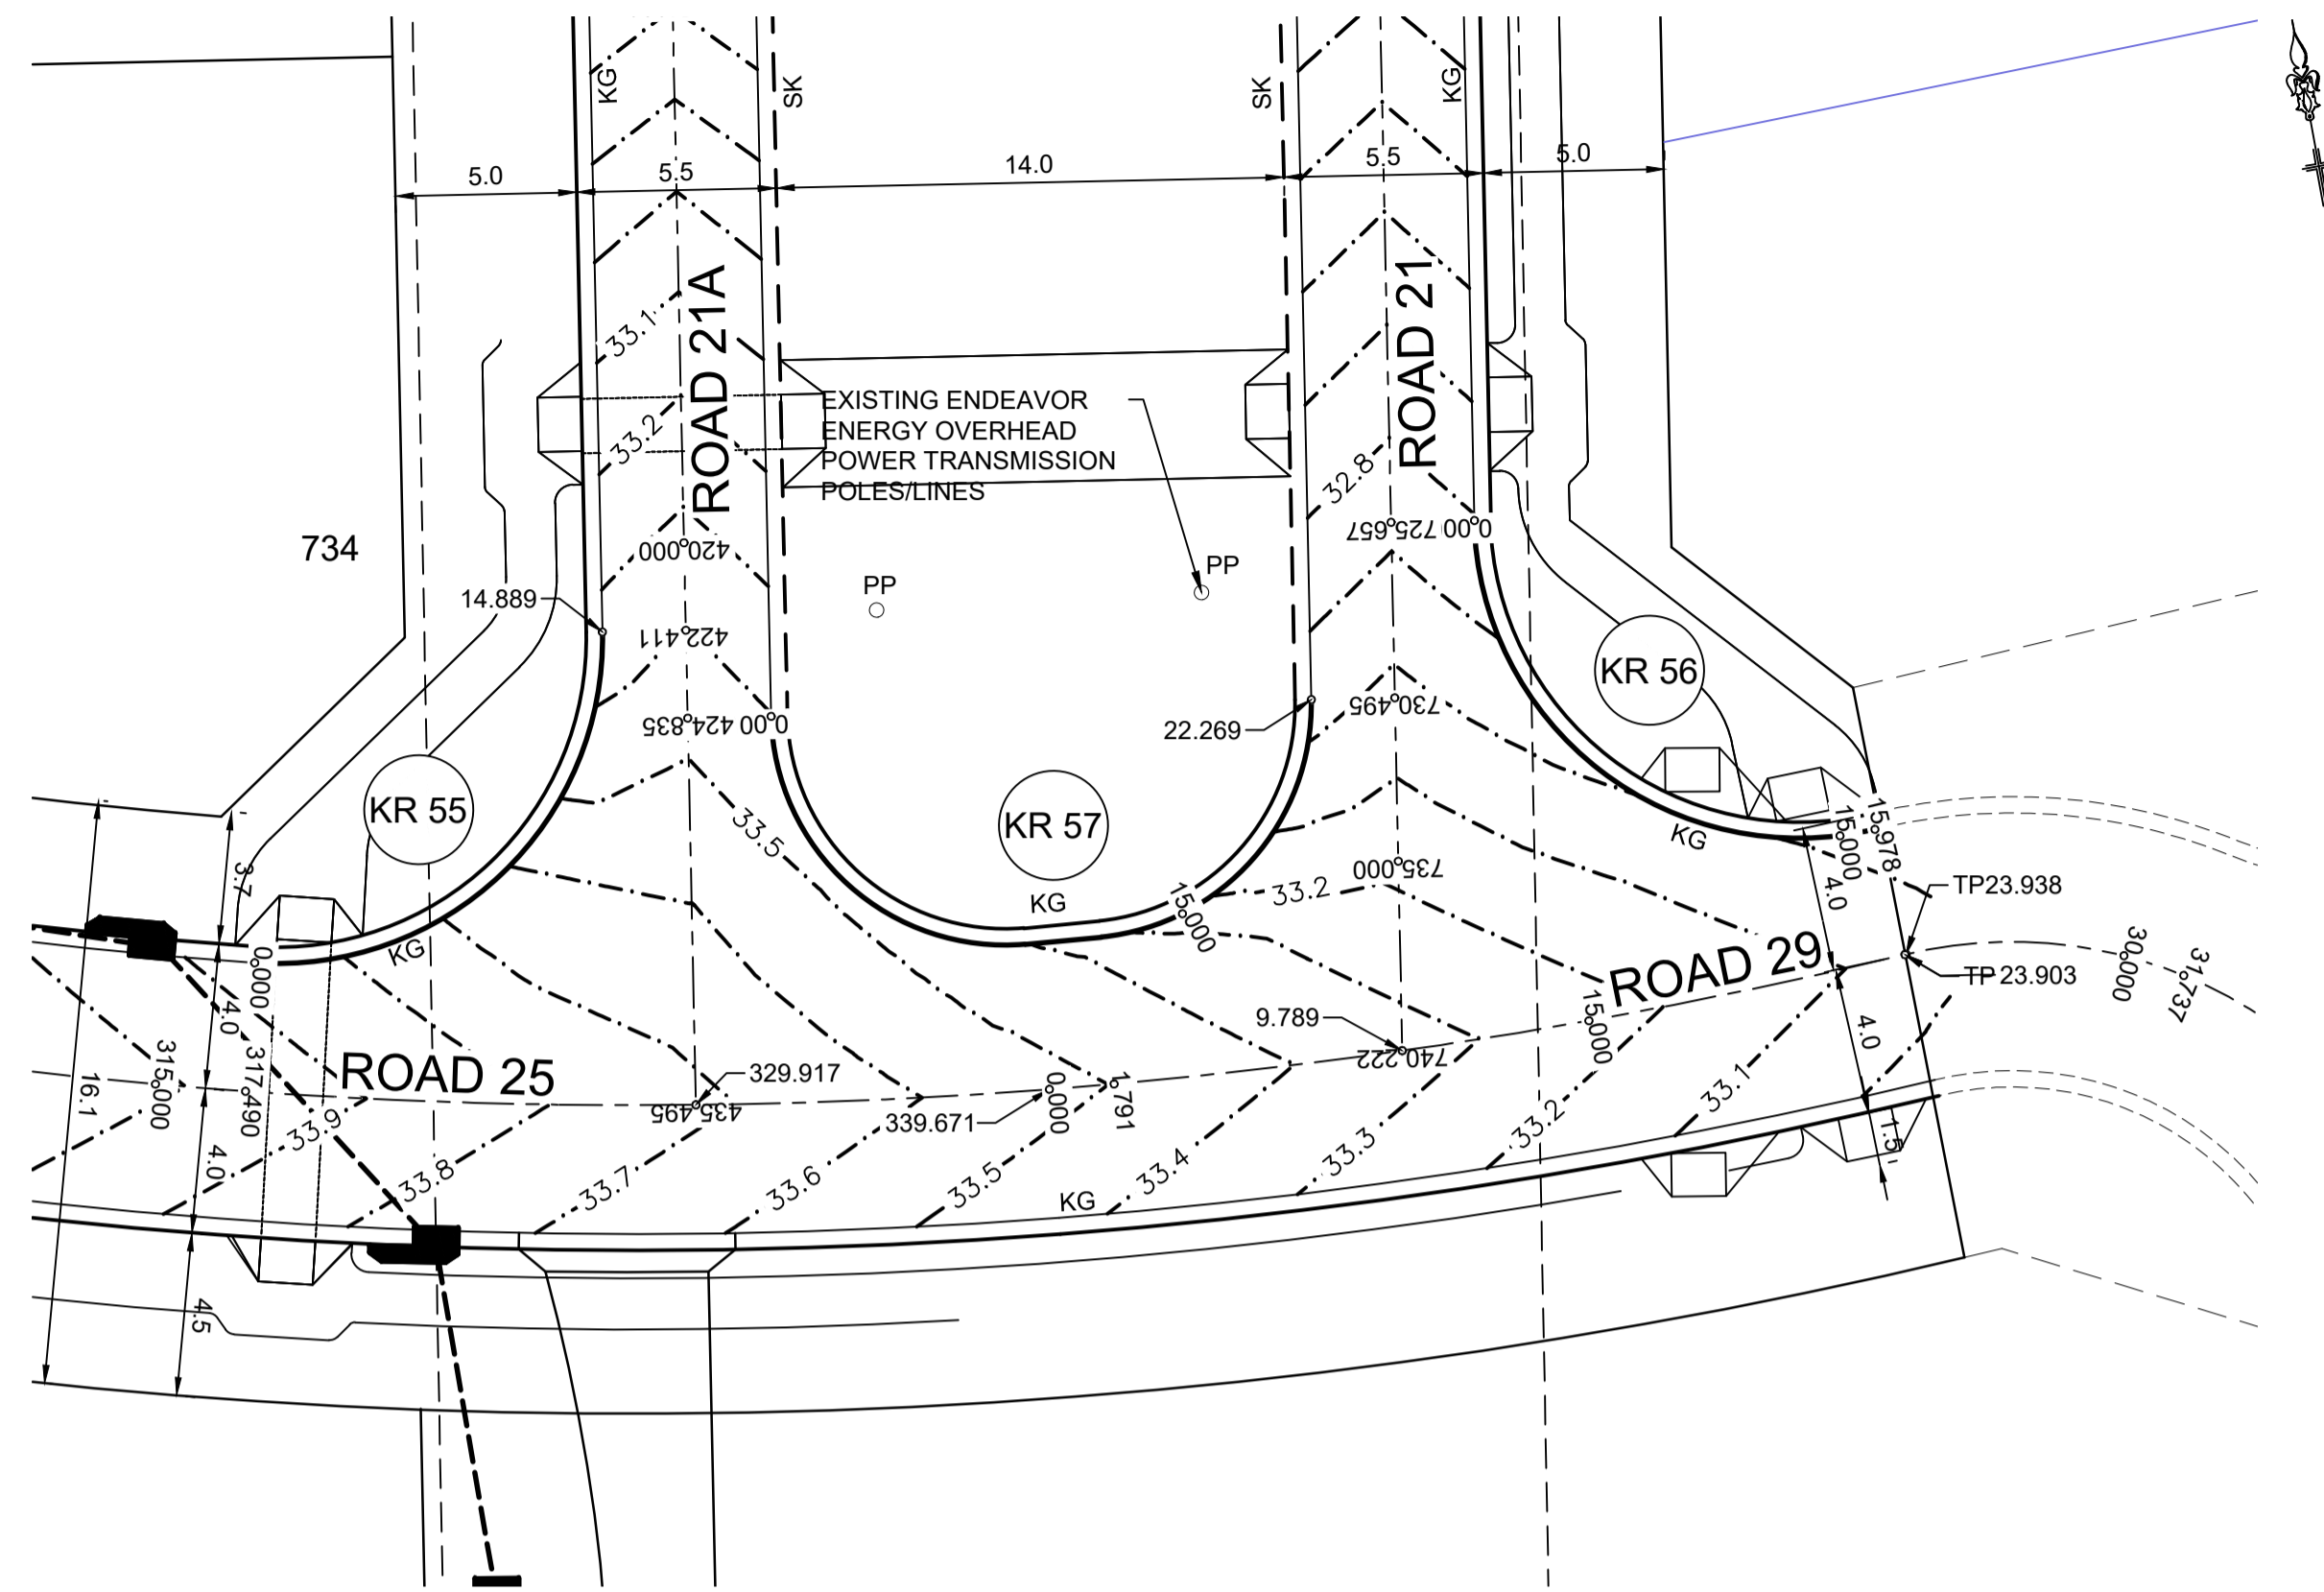 KG
SK
SK
KG
5.0
5.5
14.0
5.5
5.0
ROAD 21A
ROAD 21
33.1
33.2
EXISTING ENDEAVOR
ENERGY OVERHEAD
POWER TRANSMISSION
POLES/LINES
32.8
734
420.000
725.657
0.00
PP
PP
14.889
422.411
KR 56
424.835
0.00
730.495
22.269
KR 55
KR 57
33.5
KG
15.000
15.978
3.7
735.000
4.0
TP23.938
33.2
KG
15.000
KG
ROAD 29
30.000
31.737
TP 23.903
0.000
4.0
9.789
15.000
4.0
740.222
16.1
315.000
317.490
ROAD 25
329.917
435.495
339.671
0.000
1.791
33.1
1.5
33.9
4.0
33.8
33.7
33.6
33.5
33.4
33.3
33.2
KG
4.5